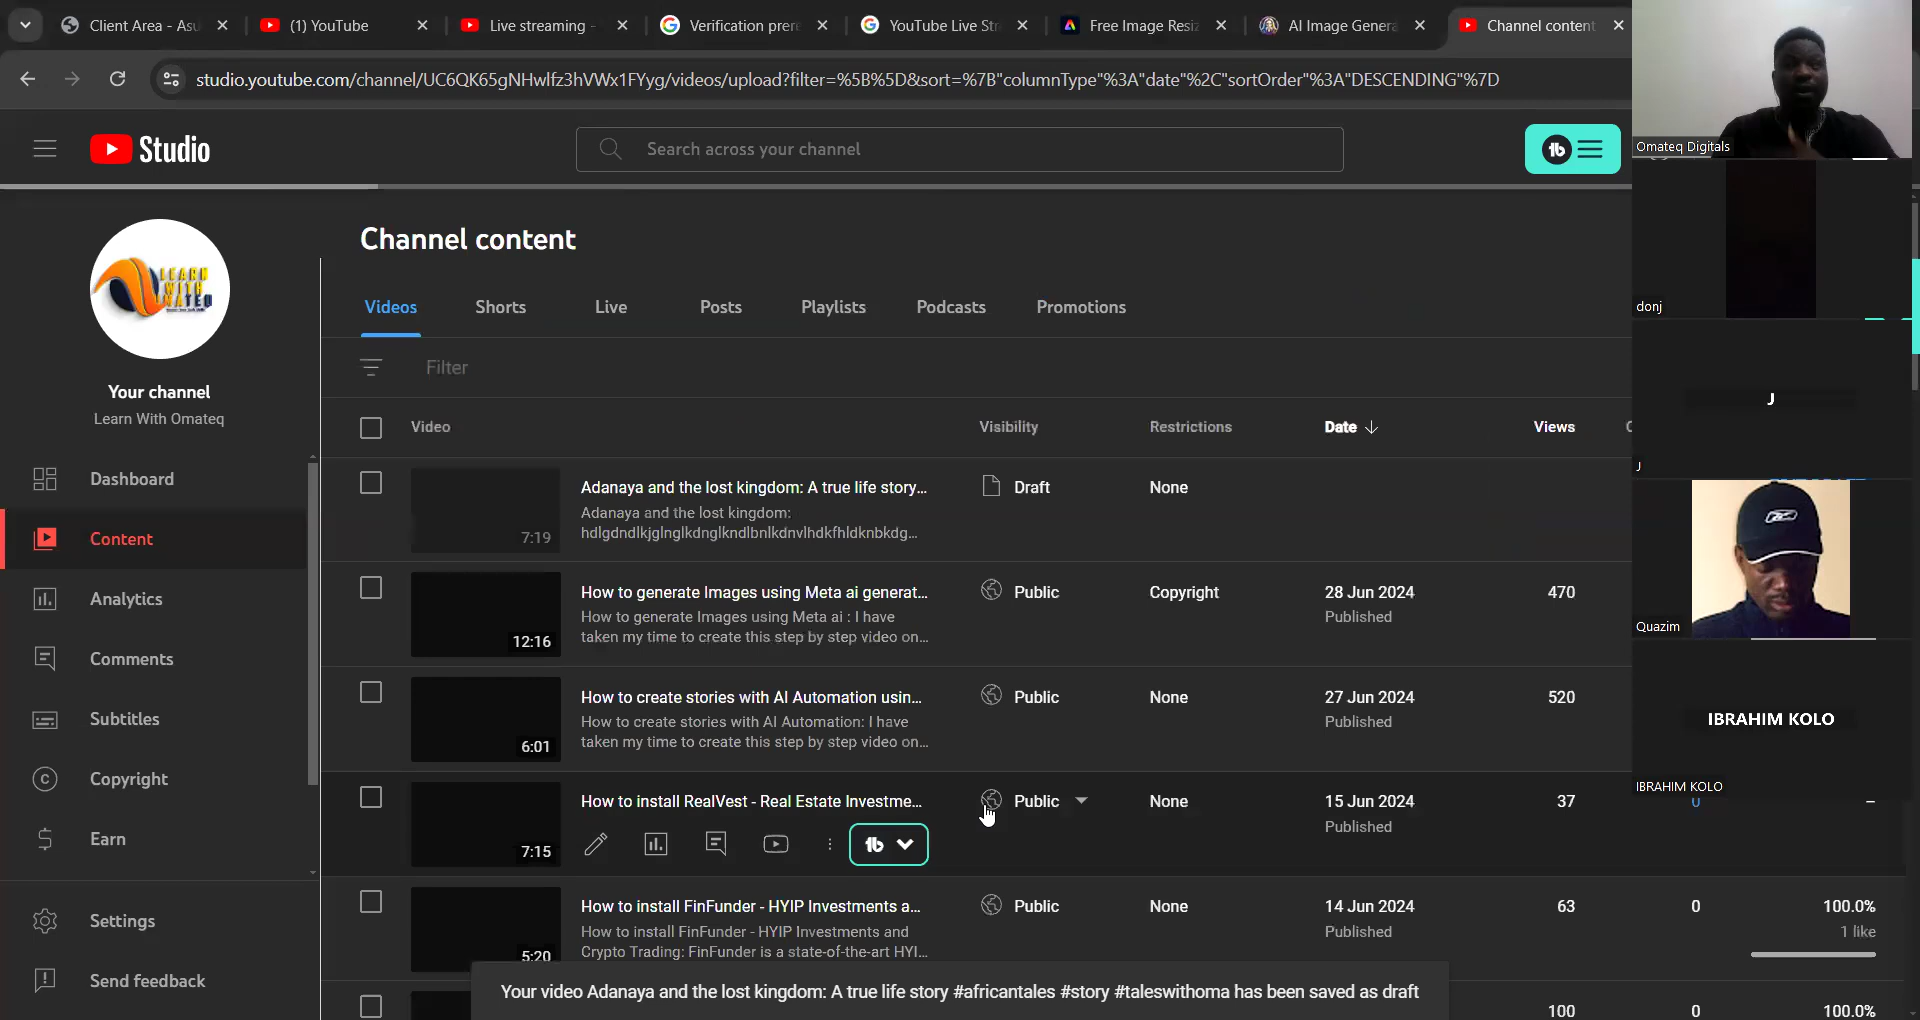 Client Area - Asu
(1) YouTube
Live streaming -
Verification prere
YouTube Live Str
Free Image Resiz
AI Image Genera
Channel content
studio.youtube.com/channel/UC6QK65gNHwlfz3hVWx1FYyg/videos/upload?filter=%5B%5D&sort=%7B"columnType"%3A"date"%2C"sortOrder"%3A"DESCENDING"%7D
Studio
Search across your channel
Omateq Digitals
LEARN
WITH
Your channel
Learn With Omateq
Dashboard
Content
Analytics
Comments
Subtitles
Copyright
Earn
Settings
Send feedback
Channel content
Videos Shorts Live Posts Playlists Podcasts Promotions
Filter
Video Visibility Restrictions Date Views
Adanaya and the lost kingdom: A true life story... Draft None
Adanaya and the lost kingdom:
hdlgdndlkjglnglkdnglkndlbnlkdnvlhdkfhldknbkdg...
7:19
How to generate Images using Meta ai generat... Public Copyright 28 Jun 2024 470
How to generate Images using Meta ai : I have Published
taken my time to create this step by step video on...
12:16
How to create stories with AI Automation usin... Public None 27 Jun 2024 520
How to create stories with AI Automation: I have Published
taken my time to create this step by step video on...
6:01
How to install RealVest - Real Estate Investme... Public None 15 Jun 2024 37 0 –
Published
7:15
How to install FinFunder - HYIP Investments a... Public None 14 Jun 2024 63 0 100.0%
How to install FinFunder - HYIP Investments and Published 1 like
Crypto Trading: FinFunder is a state-of-the-art HYI...
5:20
Your video Adanaya and the lost kingdom: A true life story #africantales #story #taleswithoma has been saved as draft
100 0 100.0%
donj
J
J
Quazim
IBRAHIM KOLO
IBRAHIM KOLO